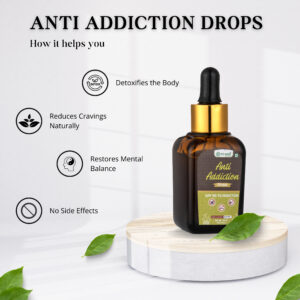 ANTI ADDICTION DROPS
How it helps you
Detoxifies the Body
Reduces Cravings
Naturally
Restores Mental
Balance
No Side Effects
Anti
Addiction